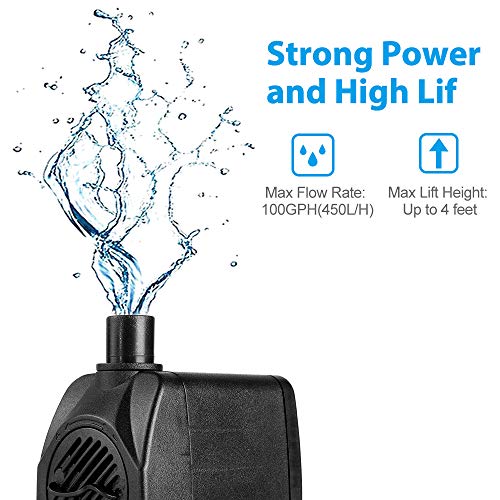 Strong Power
and High Lif
Max Flow Rate:
100GPH(450L/H)
Max Lift Height:
Up to 4 feet